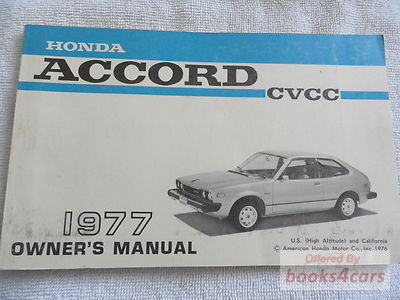 HONDA
ACCORD
CVCC
1977
OWNER'S MANUAL
U.S. (High Altitude) and California
© American Honda Motor Co., Inc. 1976
Offered By
books4cars